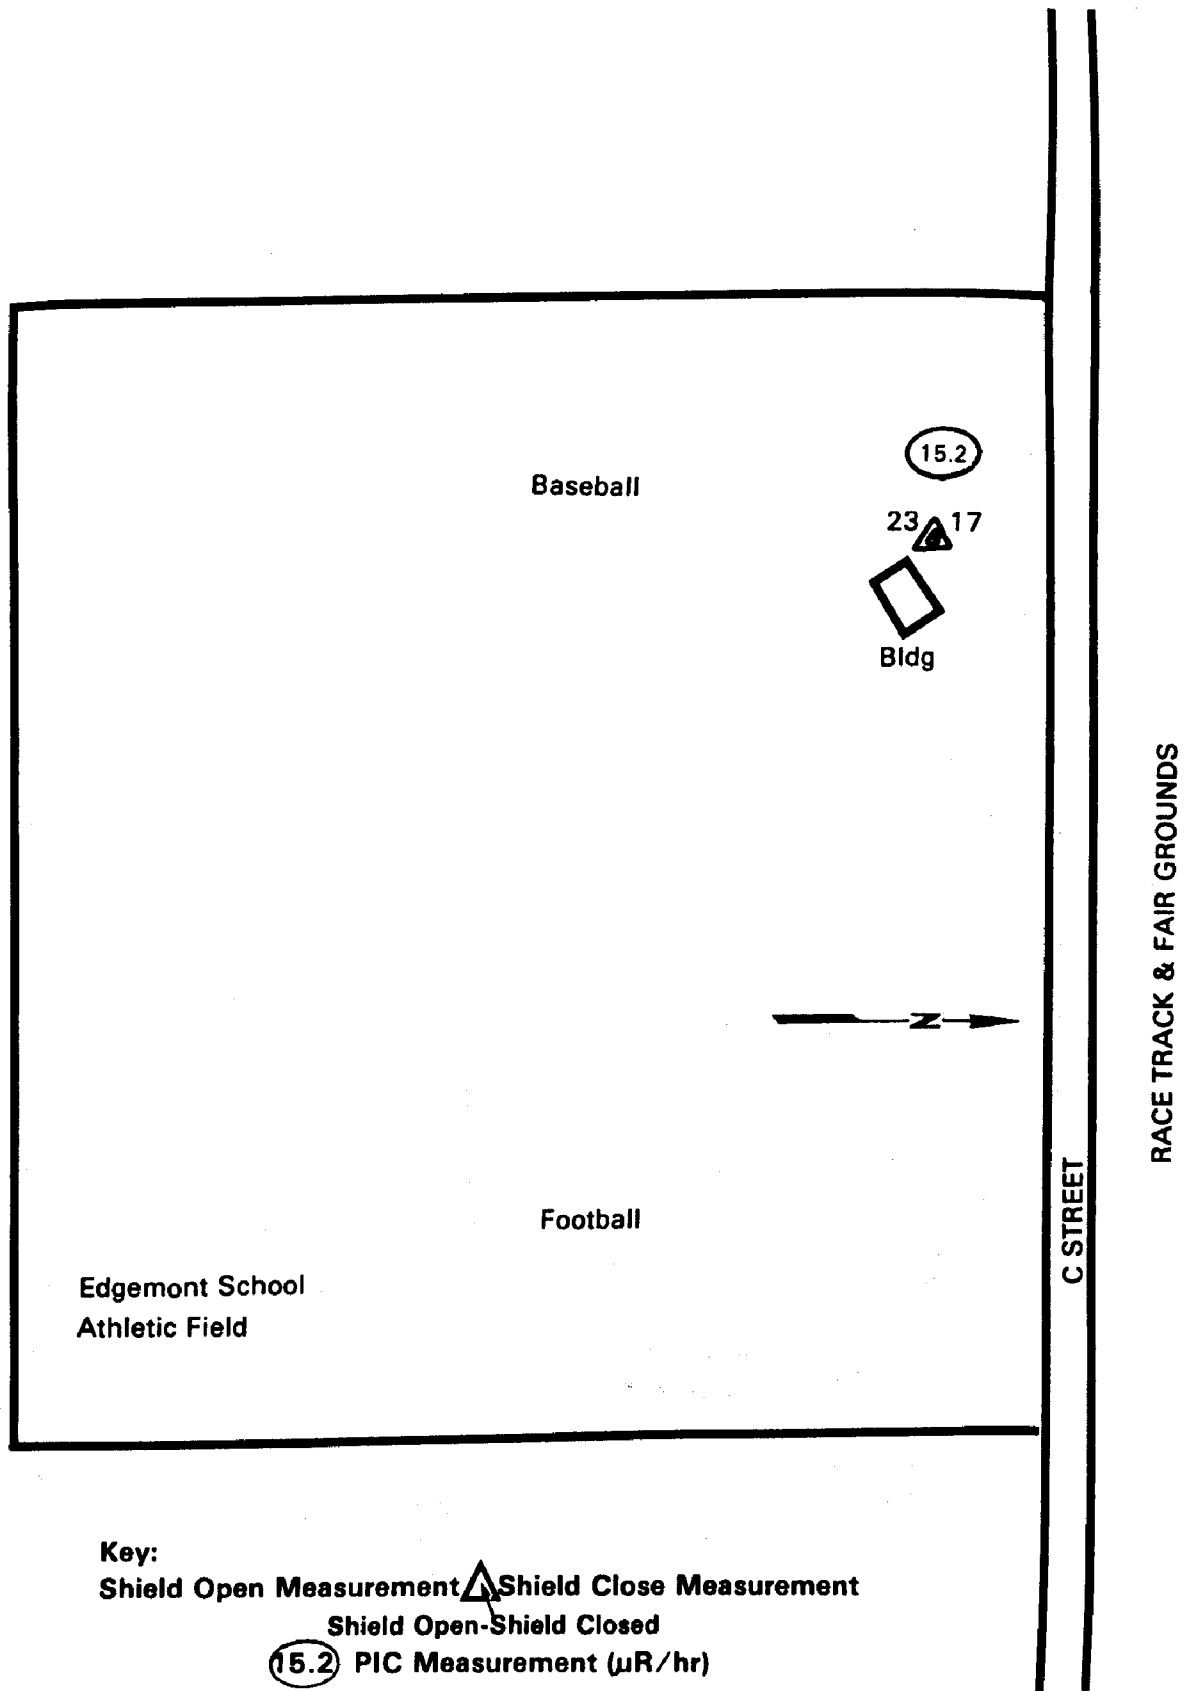 15.2
Baseball
23 17
Bldg
RACE TRACK & FAIR GROUNDS
N
C STREET
Football
Edgemont School
Athletic Field
Key:
Shield Open Measurement Shield Close Measurement
Shield Open-Shield Closed
15.2 PIC Measurement (µR/hr)